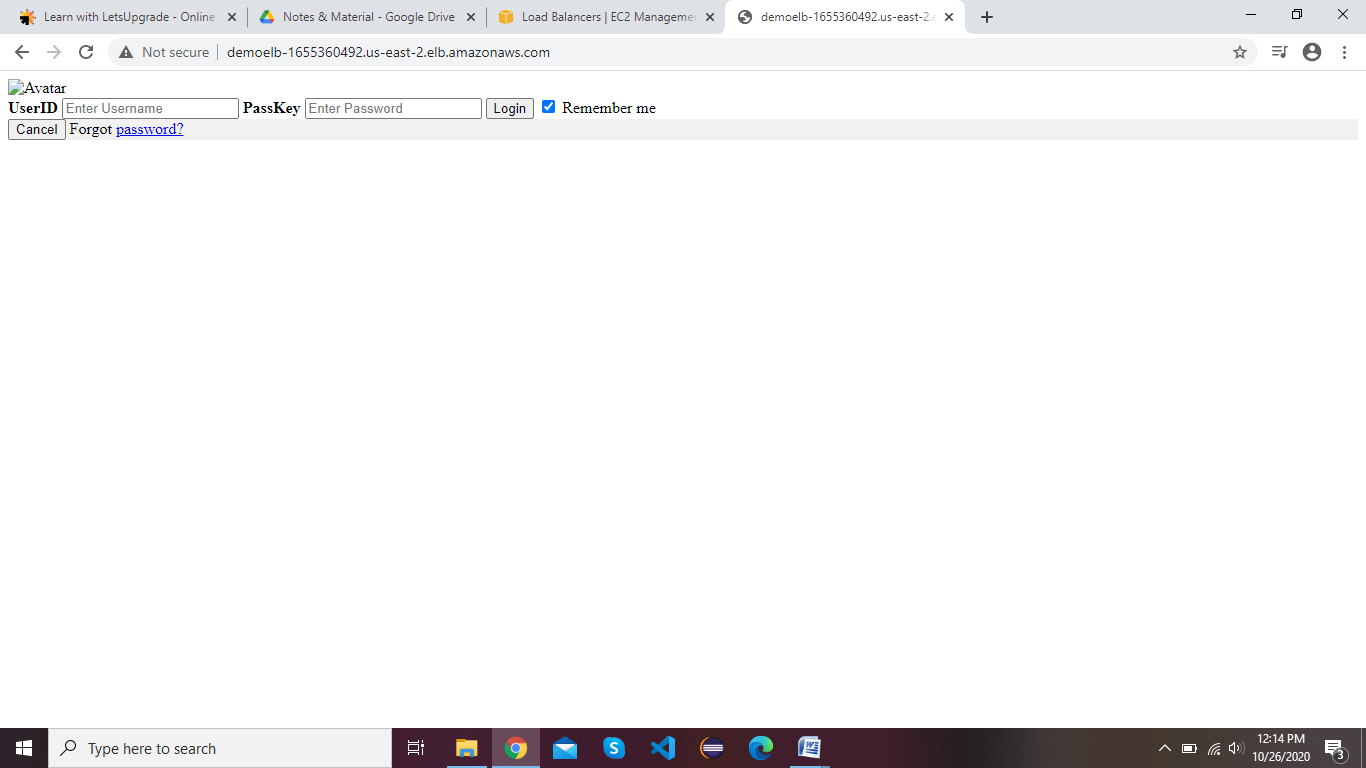 Learn with LetsUpgrade - Online
Notes & Material - Google Drive
Load Balancers | EC2 Managemen
demoelb-1655360492.us-east-2.e
Not secure
demoelb-1655360492.us-east-2.elb.amazonaws.com
Avatar
UserID Enter Username PassKey Enter Password Login Remember me
Cancel Forgot password?
Type here to search
12:14 PM
10/26/2020
3